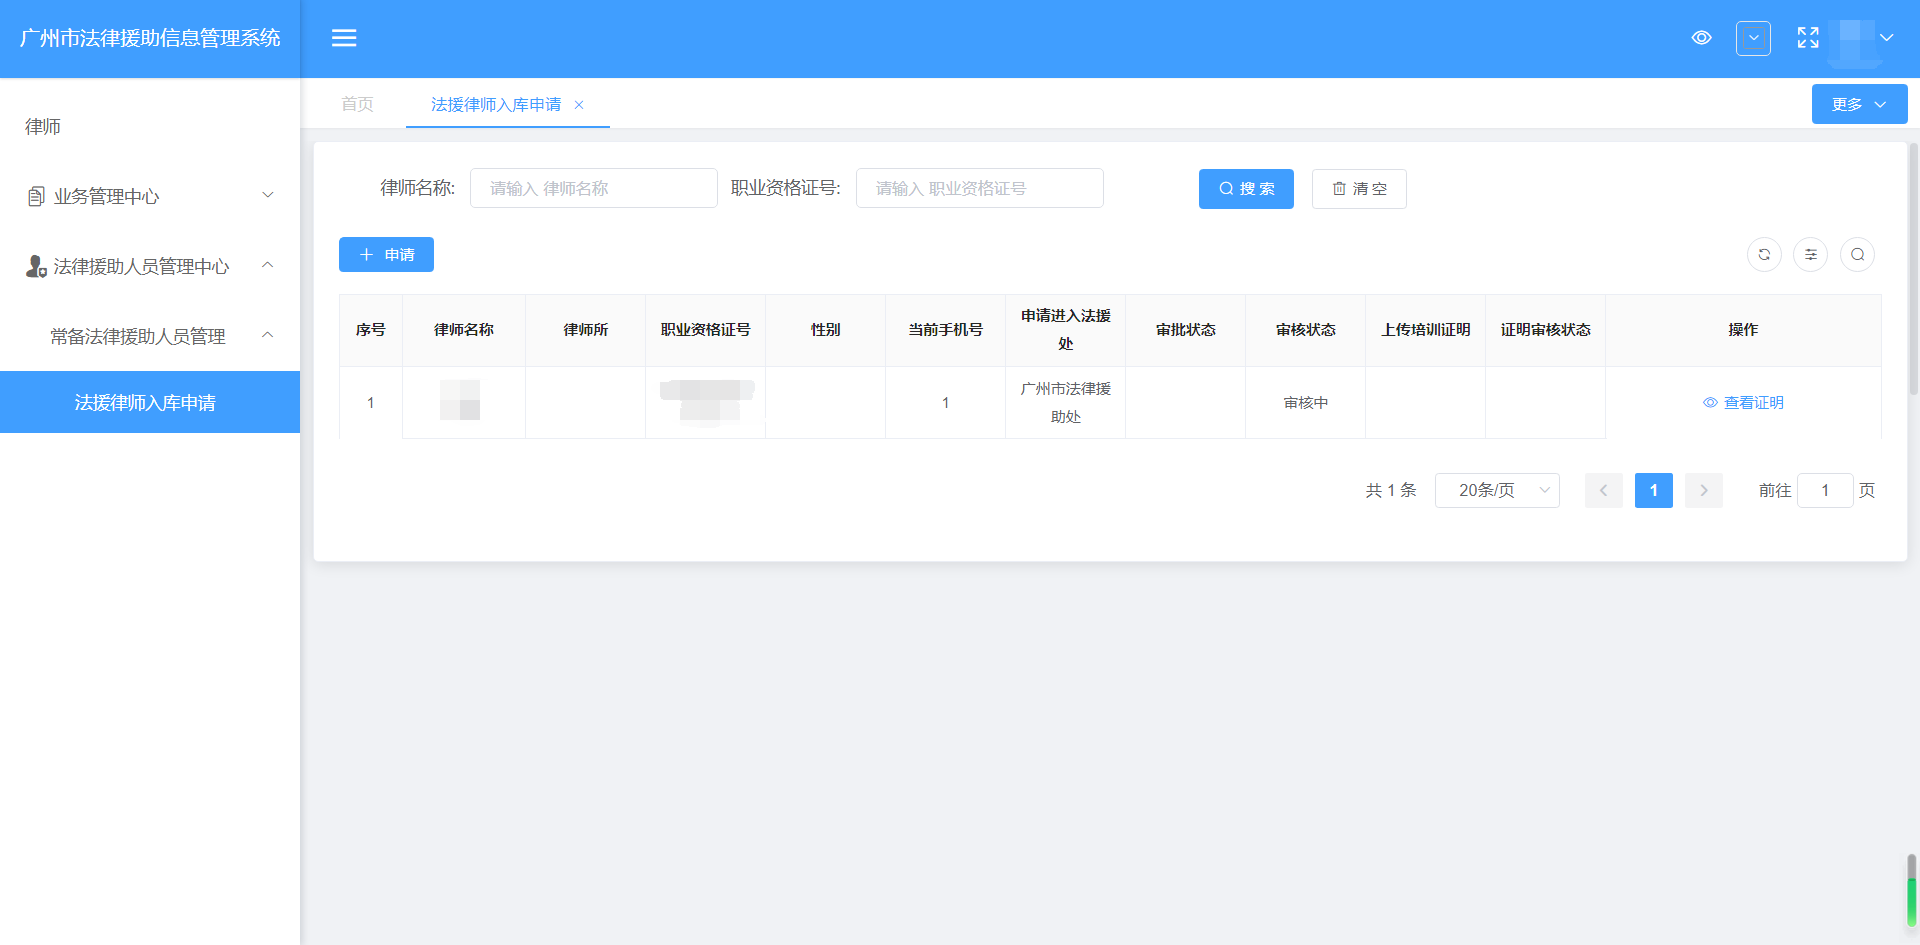 广州市法律援助信息管理系统
律师
业务管理中心
法律援助人员管理中心
常备法律援助人员管理
法援律师入库申请
首页
法援律师入库申请
更多
律师名称:
请输入 律师名称
职业资格证号:
请输入 职业资格证号
搜 索
清 空
申请
序号
律师名称
律师所
职业资格证号
性别
当前手机号
申请进入法援
处
审批状态
审核状态
上传培训证明
证明审核状态
操作
1
1
广州市法律援
助处
审核中
查看证明
共 1 条
20条/页
1
前往
1
页